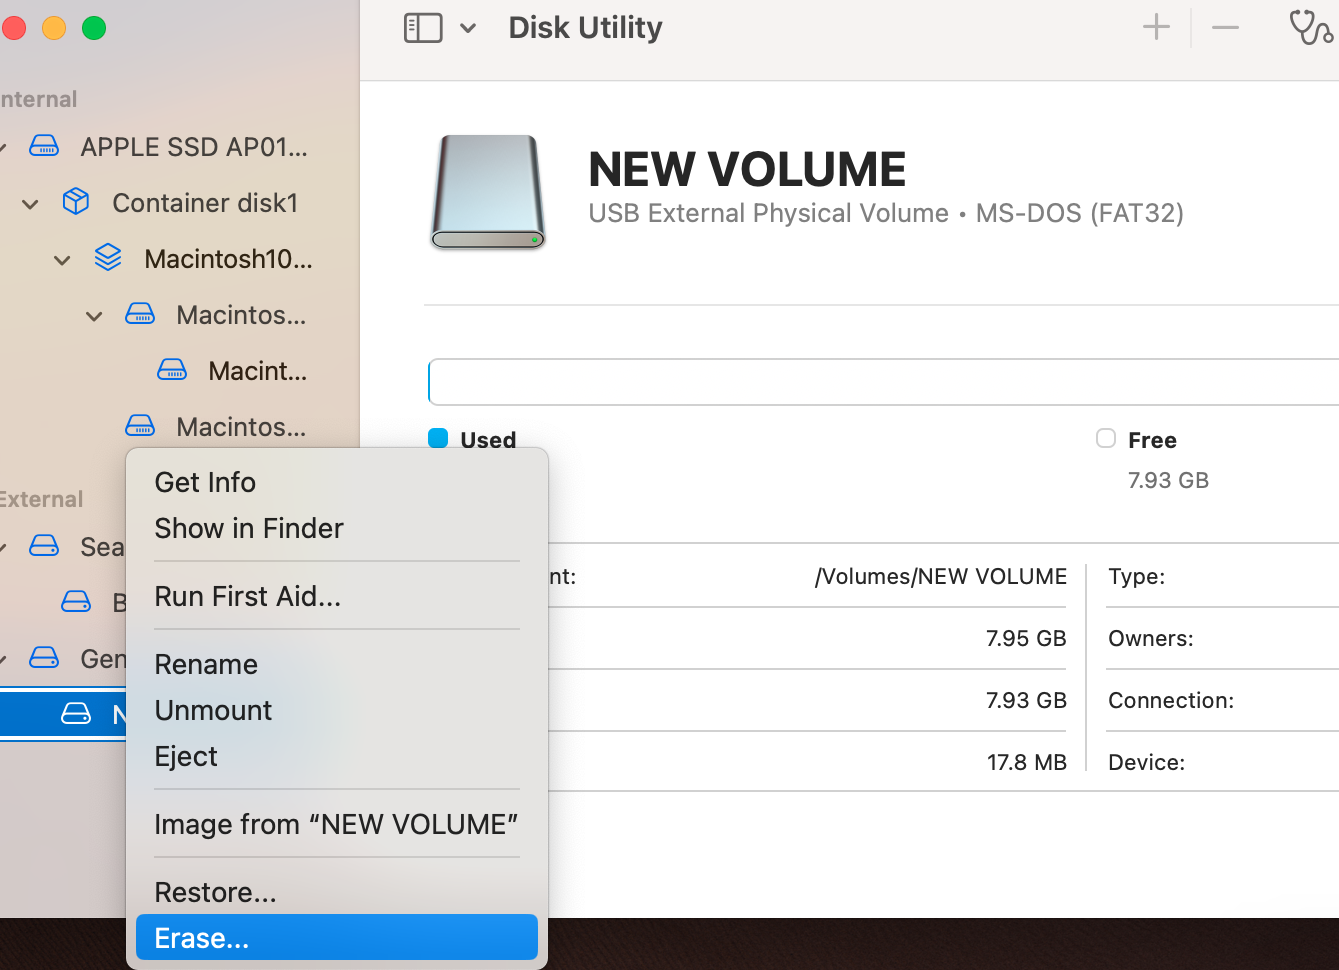 Disk Utility
nternal
APPLE SSD AP01...
Container disk1
Macintosh10...
Macintos...
Macint...
Macintos...
External
Sea
B
Gen
N
NEW VOLUME
USB External Physical Volume • MS-DOS (FAT32)
Used
Free
7.93 GB
nt:
/Volumes/NEW VOLUME
Type:
7.95 GB
Owners:
7.93 GB
Connection:
17.8 MB
Device:
Get Info
Show in Finder
Run First Aid...
Rename
Unmount
Eject
Image from “NEW VOLUME”
Restore...
Erase...